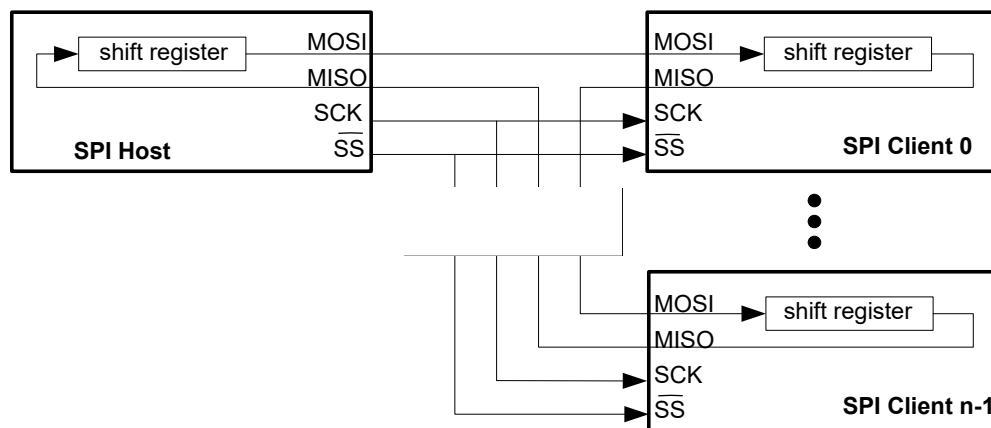 shift register
MOSI
MISO
SCK
SS
SPI Host
MOSI
shift register
MISO
SCK
SS
SPI Client 0
MOSI
shift register
MISO
SCK
SS
SPI Client n-1